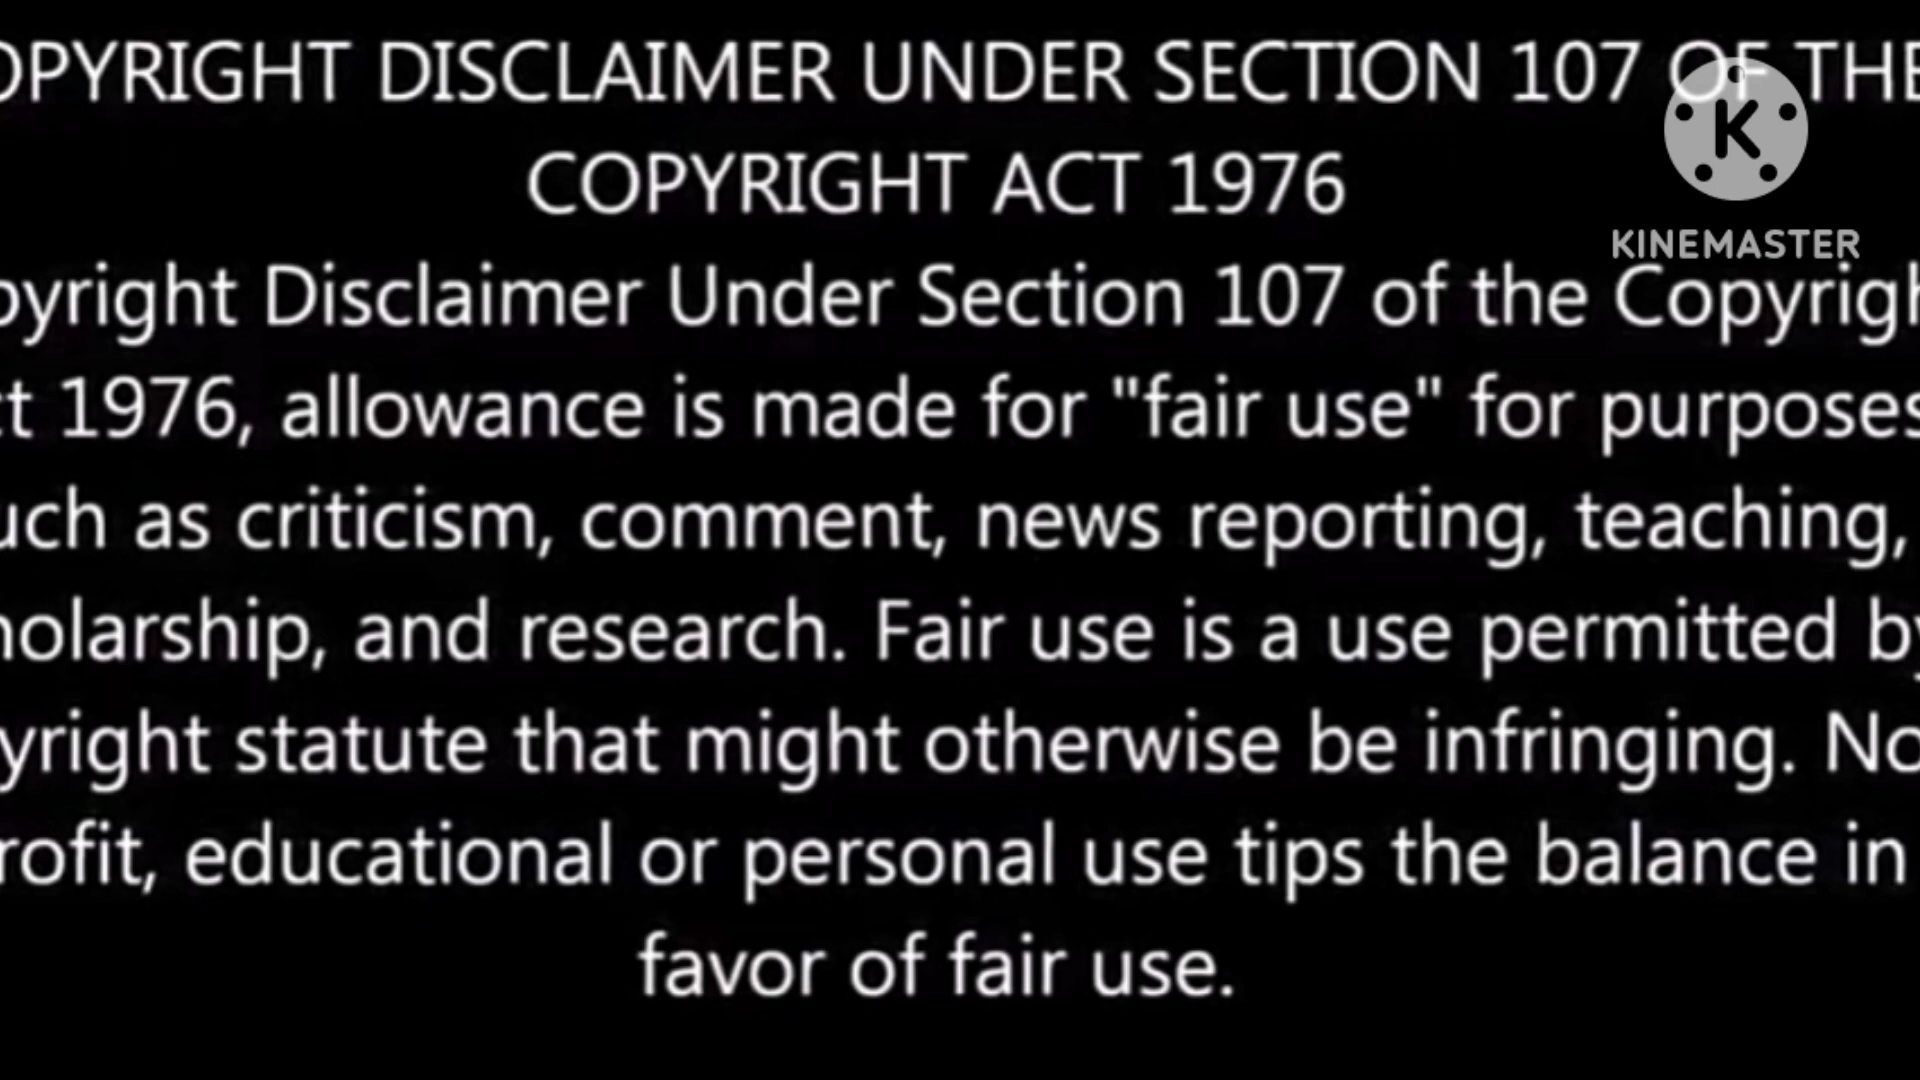 OPYRIGHT DISCLAIMER UNDER SECTION 107 OF THE
COPYRIGHT ACT 1976
KINEMASTER
pyright Disclaimer Under Section 107 of the Copyrigh
ct 1976, allowance is made for "fair use" for purposes
uch as criticism, comment, news reporting, teaching,
holarship, and research. Fair use is a use permitted by
yright statute that might otherwise be infringing. No
rofit, educational or personal use tips the balance in
favor of fair use.